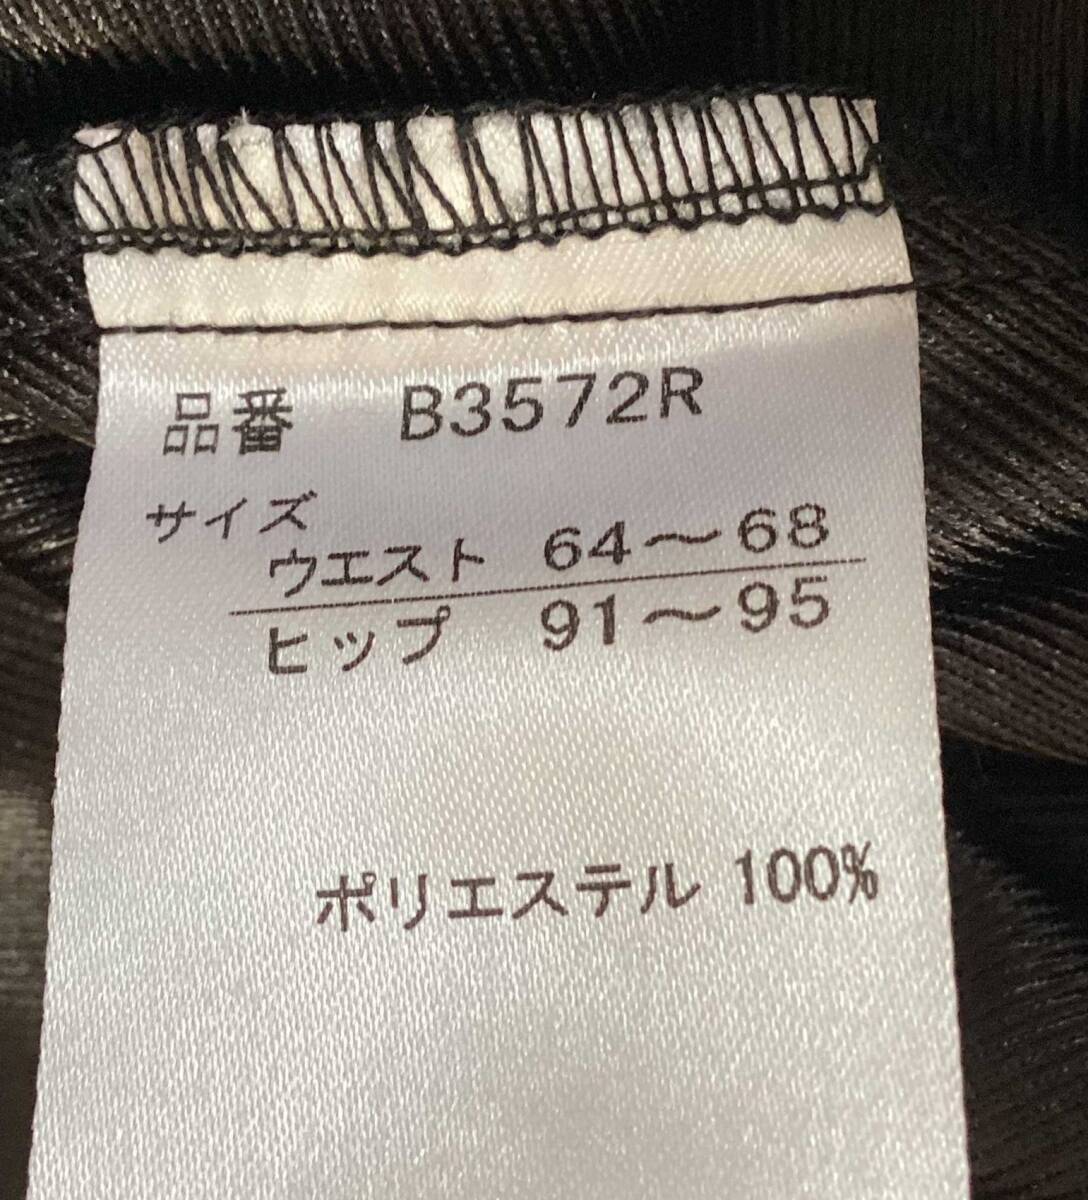 品番 B3572R
サイズ
ウエスト 64～68
ヒップ 91～95
ポリエステル 100%